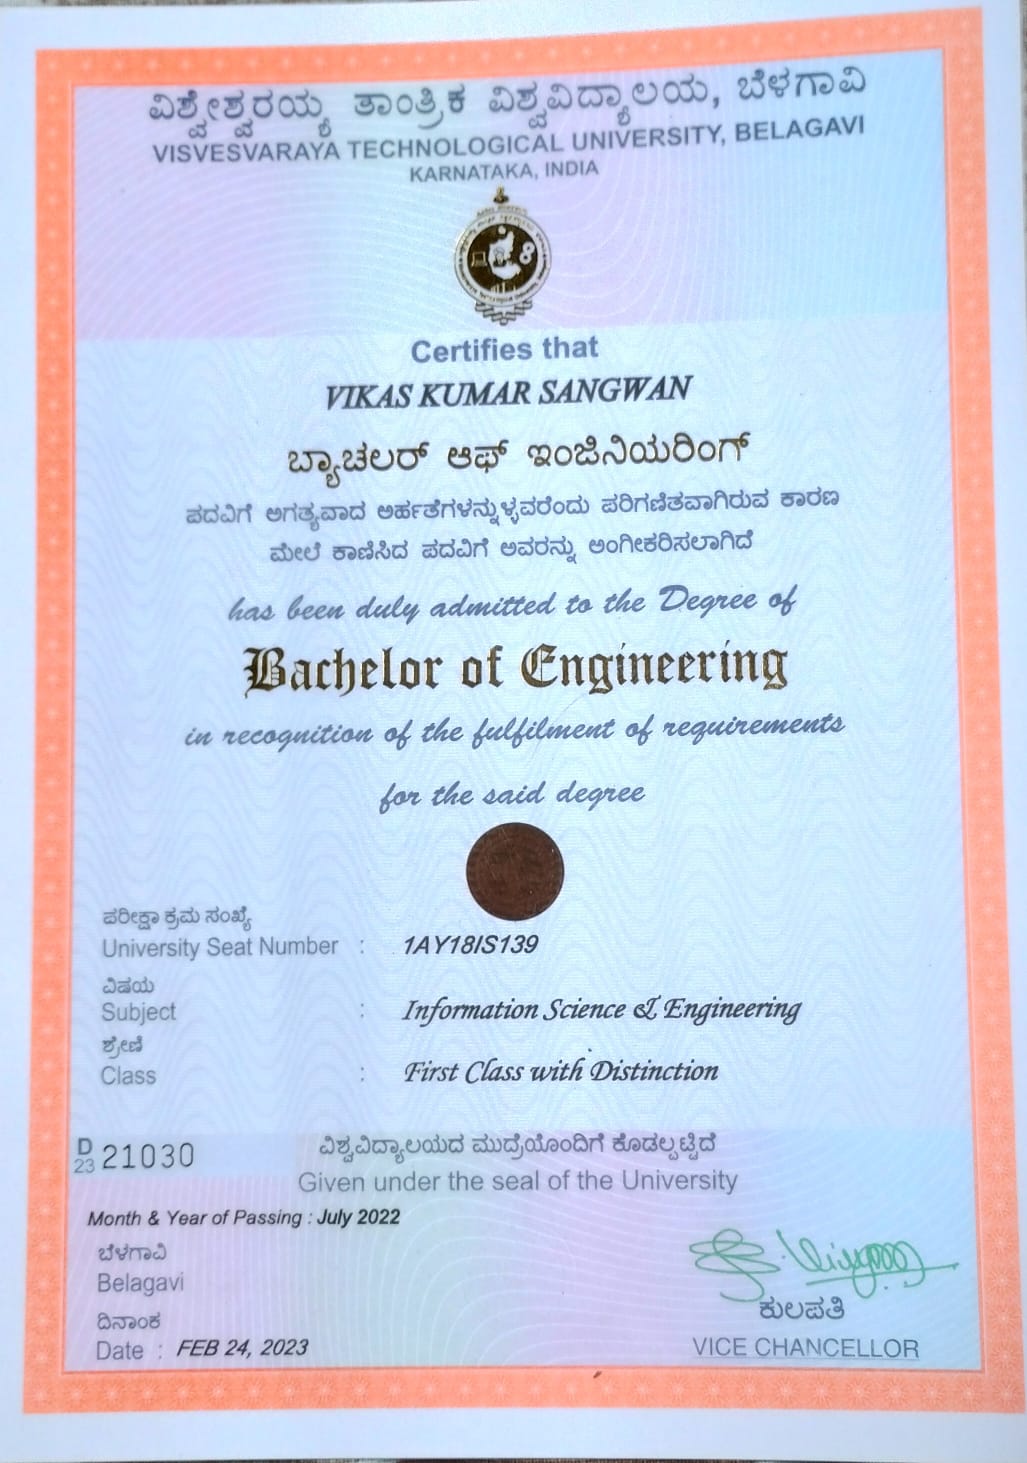 ವಿಶ್ವೇಶ್ವರಯ್ಯ ತಾಂತ್ರಿಕ ವಿಶ್ವವಿದ್ಯಾಲಯ, ಬೆಳಗಾವಿ
VISVESVARAYA TECHNOLOGICAL UNIVERSITY, BELAGAVI
KARNATAKA, INDIA
Certifies that
VIKAS KUMAR SANGWAN
ಬ್ಯಾಚಲರ್ ಆಫ್ ಇಂಜಿನಿಯರಿಂಗ್
ಪದವಿಗೆ ಅಗತ್ಯವಾದ ಅರ್ಹತೆಗಳನ್ನುಳ್ಳವರೆಂದು ಪರಿಗಣಿತವಾಗಿರುವ ಕಾರಣ
ಮೇಲೆ ಕಾಣಿಸಿದ ಪದವಿಗೆ ಅವರನ್ನು ಅಂಗೀಕರಿಸಲಾಗಿದೆ
has been duly admitted to the Degree of
Bachelor of Engineering
in recognition of the fulfilment of requirements
for the said degree
ಪರೀಕ್ಷಾ ಕ್ರಮ ಸಂಖ್ಯೆ
University Seat Number : 1AY18IS139
ವಿಷಯ
Subject : Information Science & Engineering
ಶ್ರೇಣಿ
Class : First Class with Distinction
D 23 21030
ವಿಶ್ವವಿದ್ಯಾಲಯದ ಮುದ್ರೆಯೊಂದಿಗೆ ಕೊಡಲ್ಪಟ್ಟಿದೆ
Given under the seal of the University
Month & Year of Passing : July 2022
ಬೆಳಗಾವಿ
Belagavi
ಕುಲಪತಿ
ದಿನಾಂಕ
Date : FEB 24, 2023
VICE CHANCELLOR